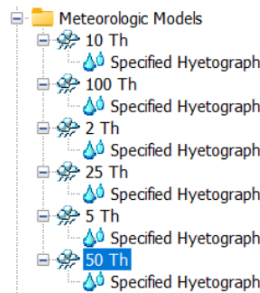 Meteorologic Models
10 Th
Specified Hyetograph
100 Th
Specified Hyetograph
2 Th
Specified Hyetograph
25 Th
Specified Hyetograph
5 Th
Specified Hyetograph
50 Th
Specified Hyetograph